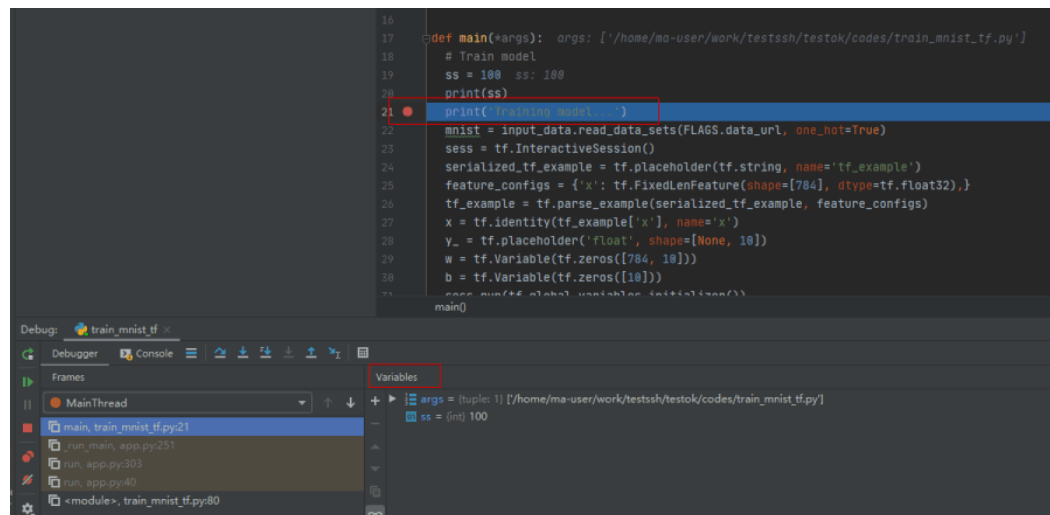 16
17 def main(*args): args: ['/home/ma-user/work/testssh/testok/codes/train_mnist_tf.py']
18 # Train model
19 ss = 100 ss: 100
20 print(ss)
21 print('Training model...')
22 mnist = input_data.read_data_sets(FLAGS.data_url, one_hot=True)
23 sess = tf.InteractiveSession()
24 serialized_tf_example = tf.placeholder(tf.string, name='tf_example')
25 feature_configs = {'x': tf.FixedLenFeature(shape=[784], dtype=tf.float32),}
26 tf_example = tf.parse_example(serialized_tf_example, feature_configs)
27 x = tf.identity(tf_example['x'], name='x')
28 y_ = tf.placeholder('float', shape=[None, 10])
29 w = tf.Variable(tf.zeros([784, 10]))
30 b = tf.Variable(tf.zeros([10]))
31 sess.run(tf.global_variables_initializer())
main()
Debug: train_mnist_tf
Debugger Console
Frames
Variables
MainThread
args = {tuple: 1} ['/home/ma-user/work/testssh/testok/codes/train_mnist_tf.py']
ss = {int} 100
main, train_mnist_tf.py:21
_run_main, app.py:251
run, app.py:303
run, app.py:40
<module>, train_mnist_tf.py:80